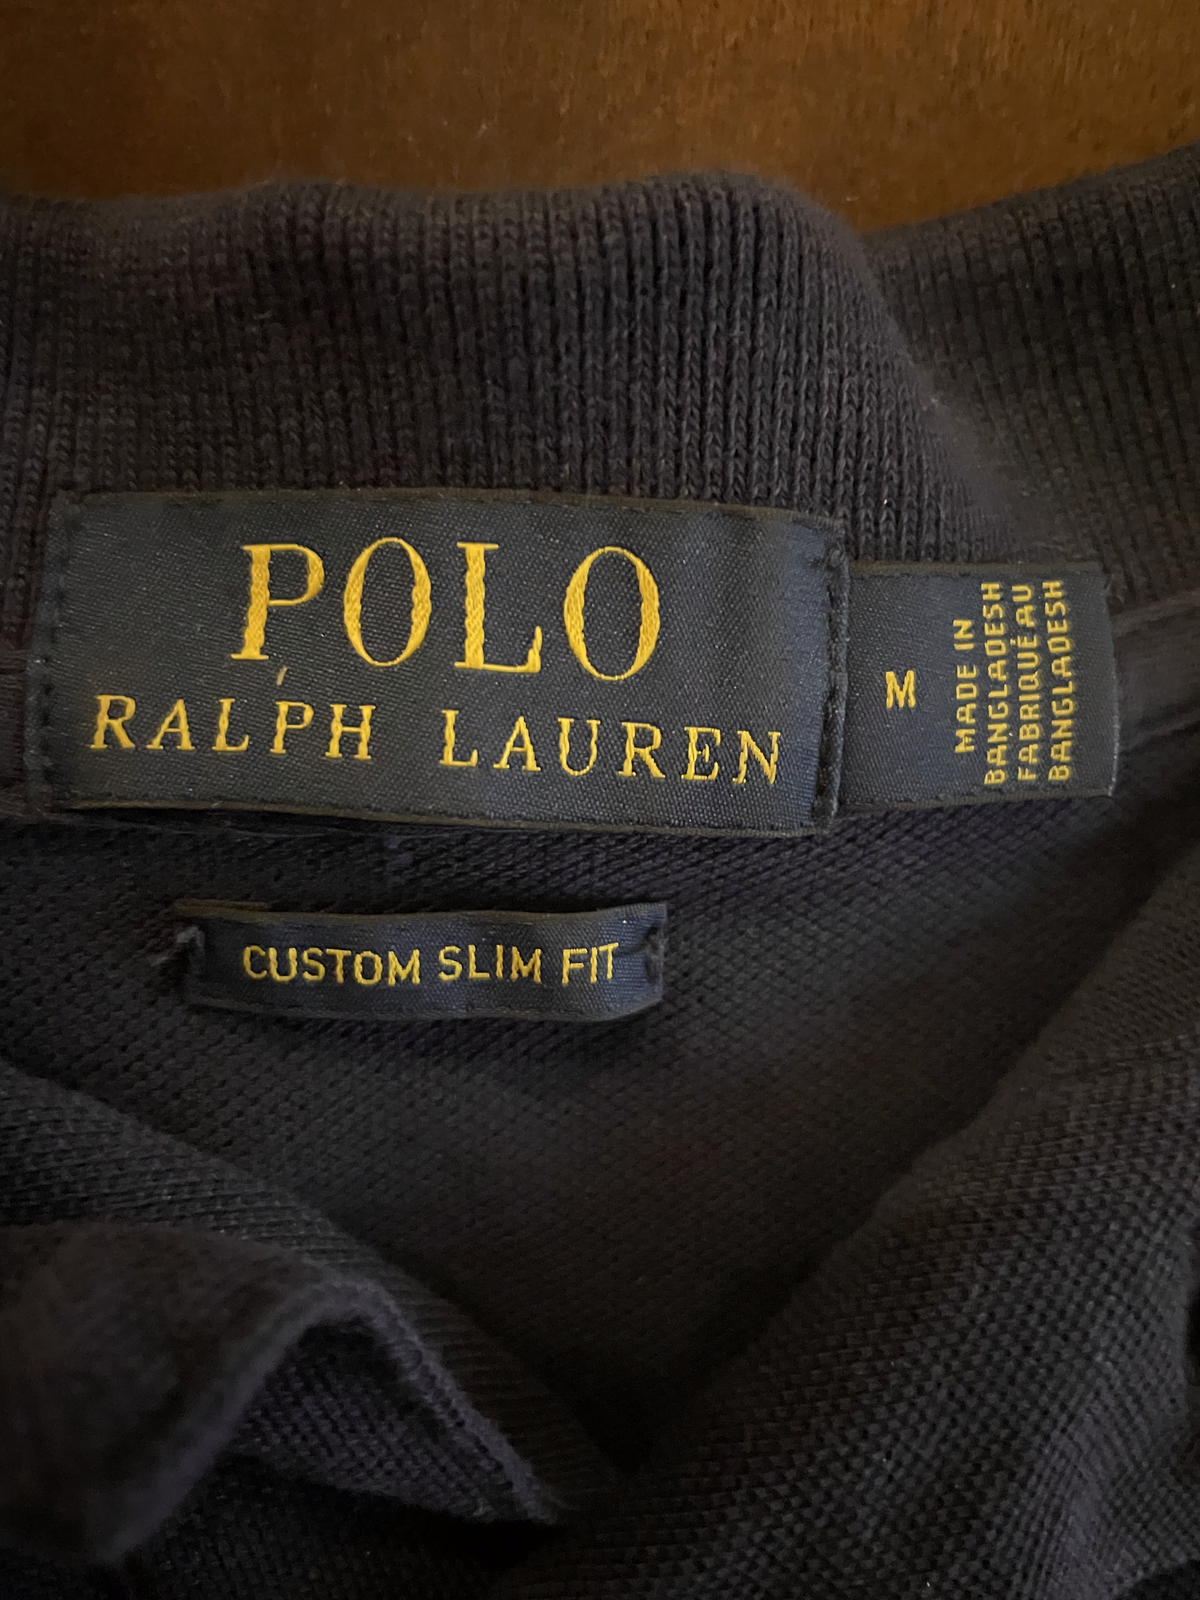 POLO
RALPH LAUREN
M
MADE IN
BANGLADESH
FABRIQUÉ AU
BANGLADESH
CUSTOM SLIM FIT